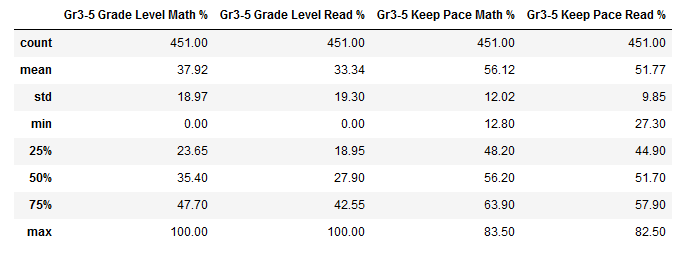 Gr3-5 Grade Level Math % Gr3-5 Grade Level Read % Gr3-5 Keep Pace Math % Gr3-5 Keep Pace Read %
count 451.00 451.00 451.00 451.00
mean 37.92 33.34 56.12 51.77
std 18.97 19.30 12.02 9.85
min 0.00 0.00 12.80 27.30
25% 23.65 18.95 48.20 44.90
50% 35.40 27.90 56.20 51.70
75% 47.70 42.55 63.90 57.90
max 100.00 100.00 83.50 82.50